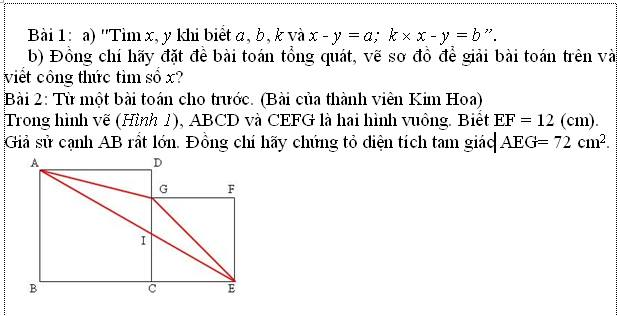 Bài 1: a) "Tìm x, y khi biết a, b, k và x - y = a; k × x - y = b".
b) Đồng chí hãy đặt đề bài toán tổng quát, vẽ sơ đồ để giải bài toán trên và
viết công thức tìm số x?
Bài 2: Từ một bài toán cho trước. (Bài của thành viên Kim Hoa)
Trong hình vẽ (Hình 1), ABCD và CEFG là hai hình vuông. Biết EF = 12 (cm).
Giả sử cạnh AB rất lớn. Đồng chí hãy chứng tỏ diện tích tam giác AEG= 72 cm².
A D
G F
I
B C E